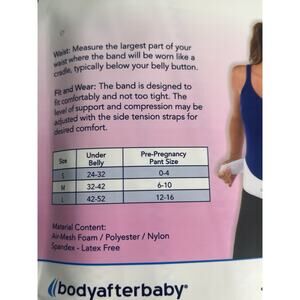 Waist: Measure the largest part of your
waist where the band will be worn like a
cradle, typically below your belly button.
Fit and Wear: The band is designed to
fit comfortably and not too tight. The
level of support and compression may be
adjusted with the side tension straps for
desired comfort.
Size Under Belly Pre-Pregnancy Pant Size
S 24-32 0-4
M 32-42 6-10
L 42-52 12-16
Material Content:
Air-Mesh Foam / Polyester / Nylon
Spandex - Latex Free
bodyafterbaby®